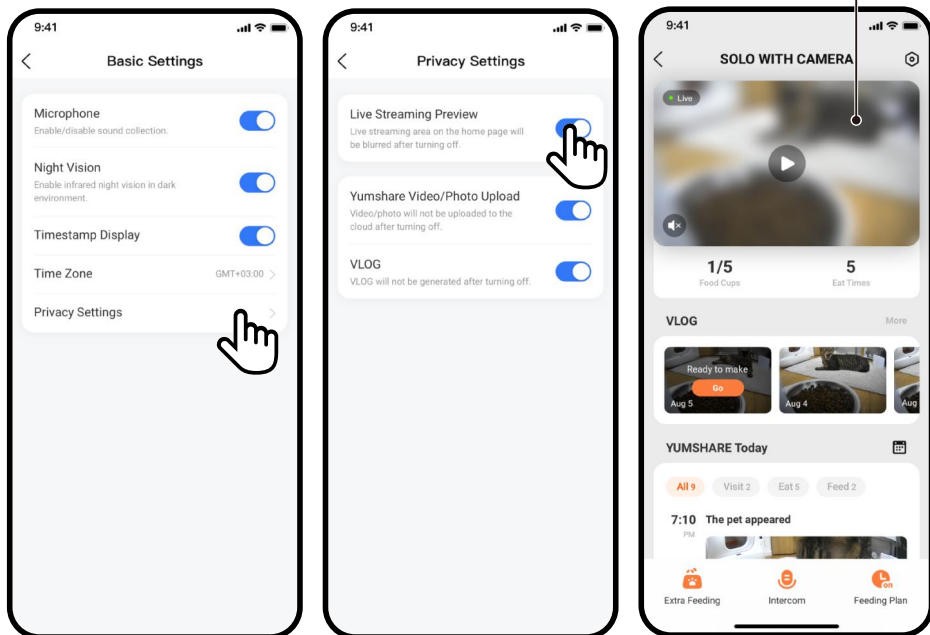 9:41
Basic Settings
Microphone
Enable/disable sound collection.
Night Vision
Enable infrared night vision in dark
environment.
Timestamp Display
Time Zone
GMT+03:00
Privacy Settings
9:41
Privacy Settings
Live Streaming Preview
Live streaming area on the home page will
be blurred after turning off.
Yumshare Video/Photo Upload
Video/photo will not be uploaded to the
cloud after turning off.
VLOG
VLOG will not be generated after turning off.
9:41
SOLO WITH CAMERA
Live
1/5
Food Cups
5
Eat Times
VLOG
More
Ready to make
Go
Aug 5
Aug 4
Aug
YUMSHARE Today
All 9
Visit 2
Eat 5
Feed 2
7:10 The pet appeared
PM
on
Extra Feeding
Intercom
Feeding Plan